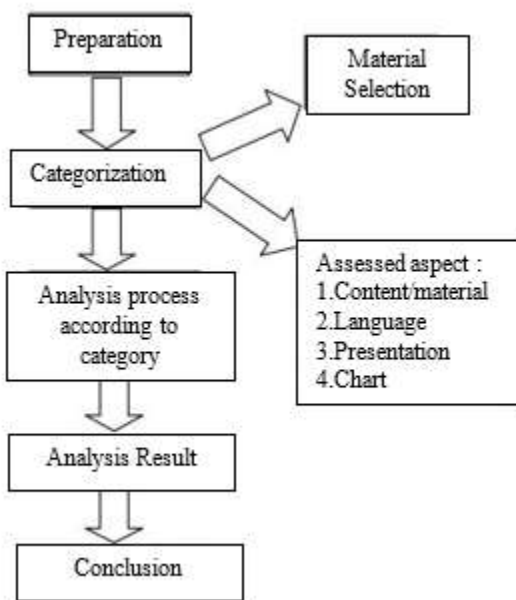 Preparation
Material
Selection
Categorization
Analysis process
according to
category
Assessed aspect :
1.Content/material
2.Language
3.Presentation
4.Chart
Analysis Result
Conclusion